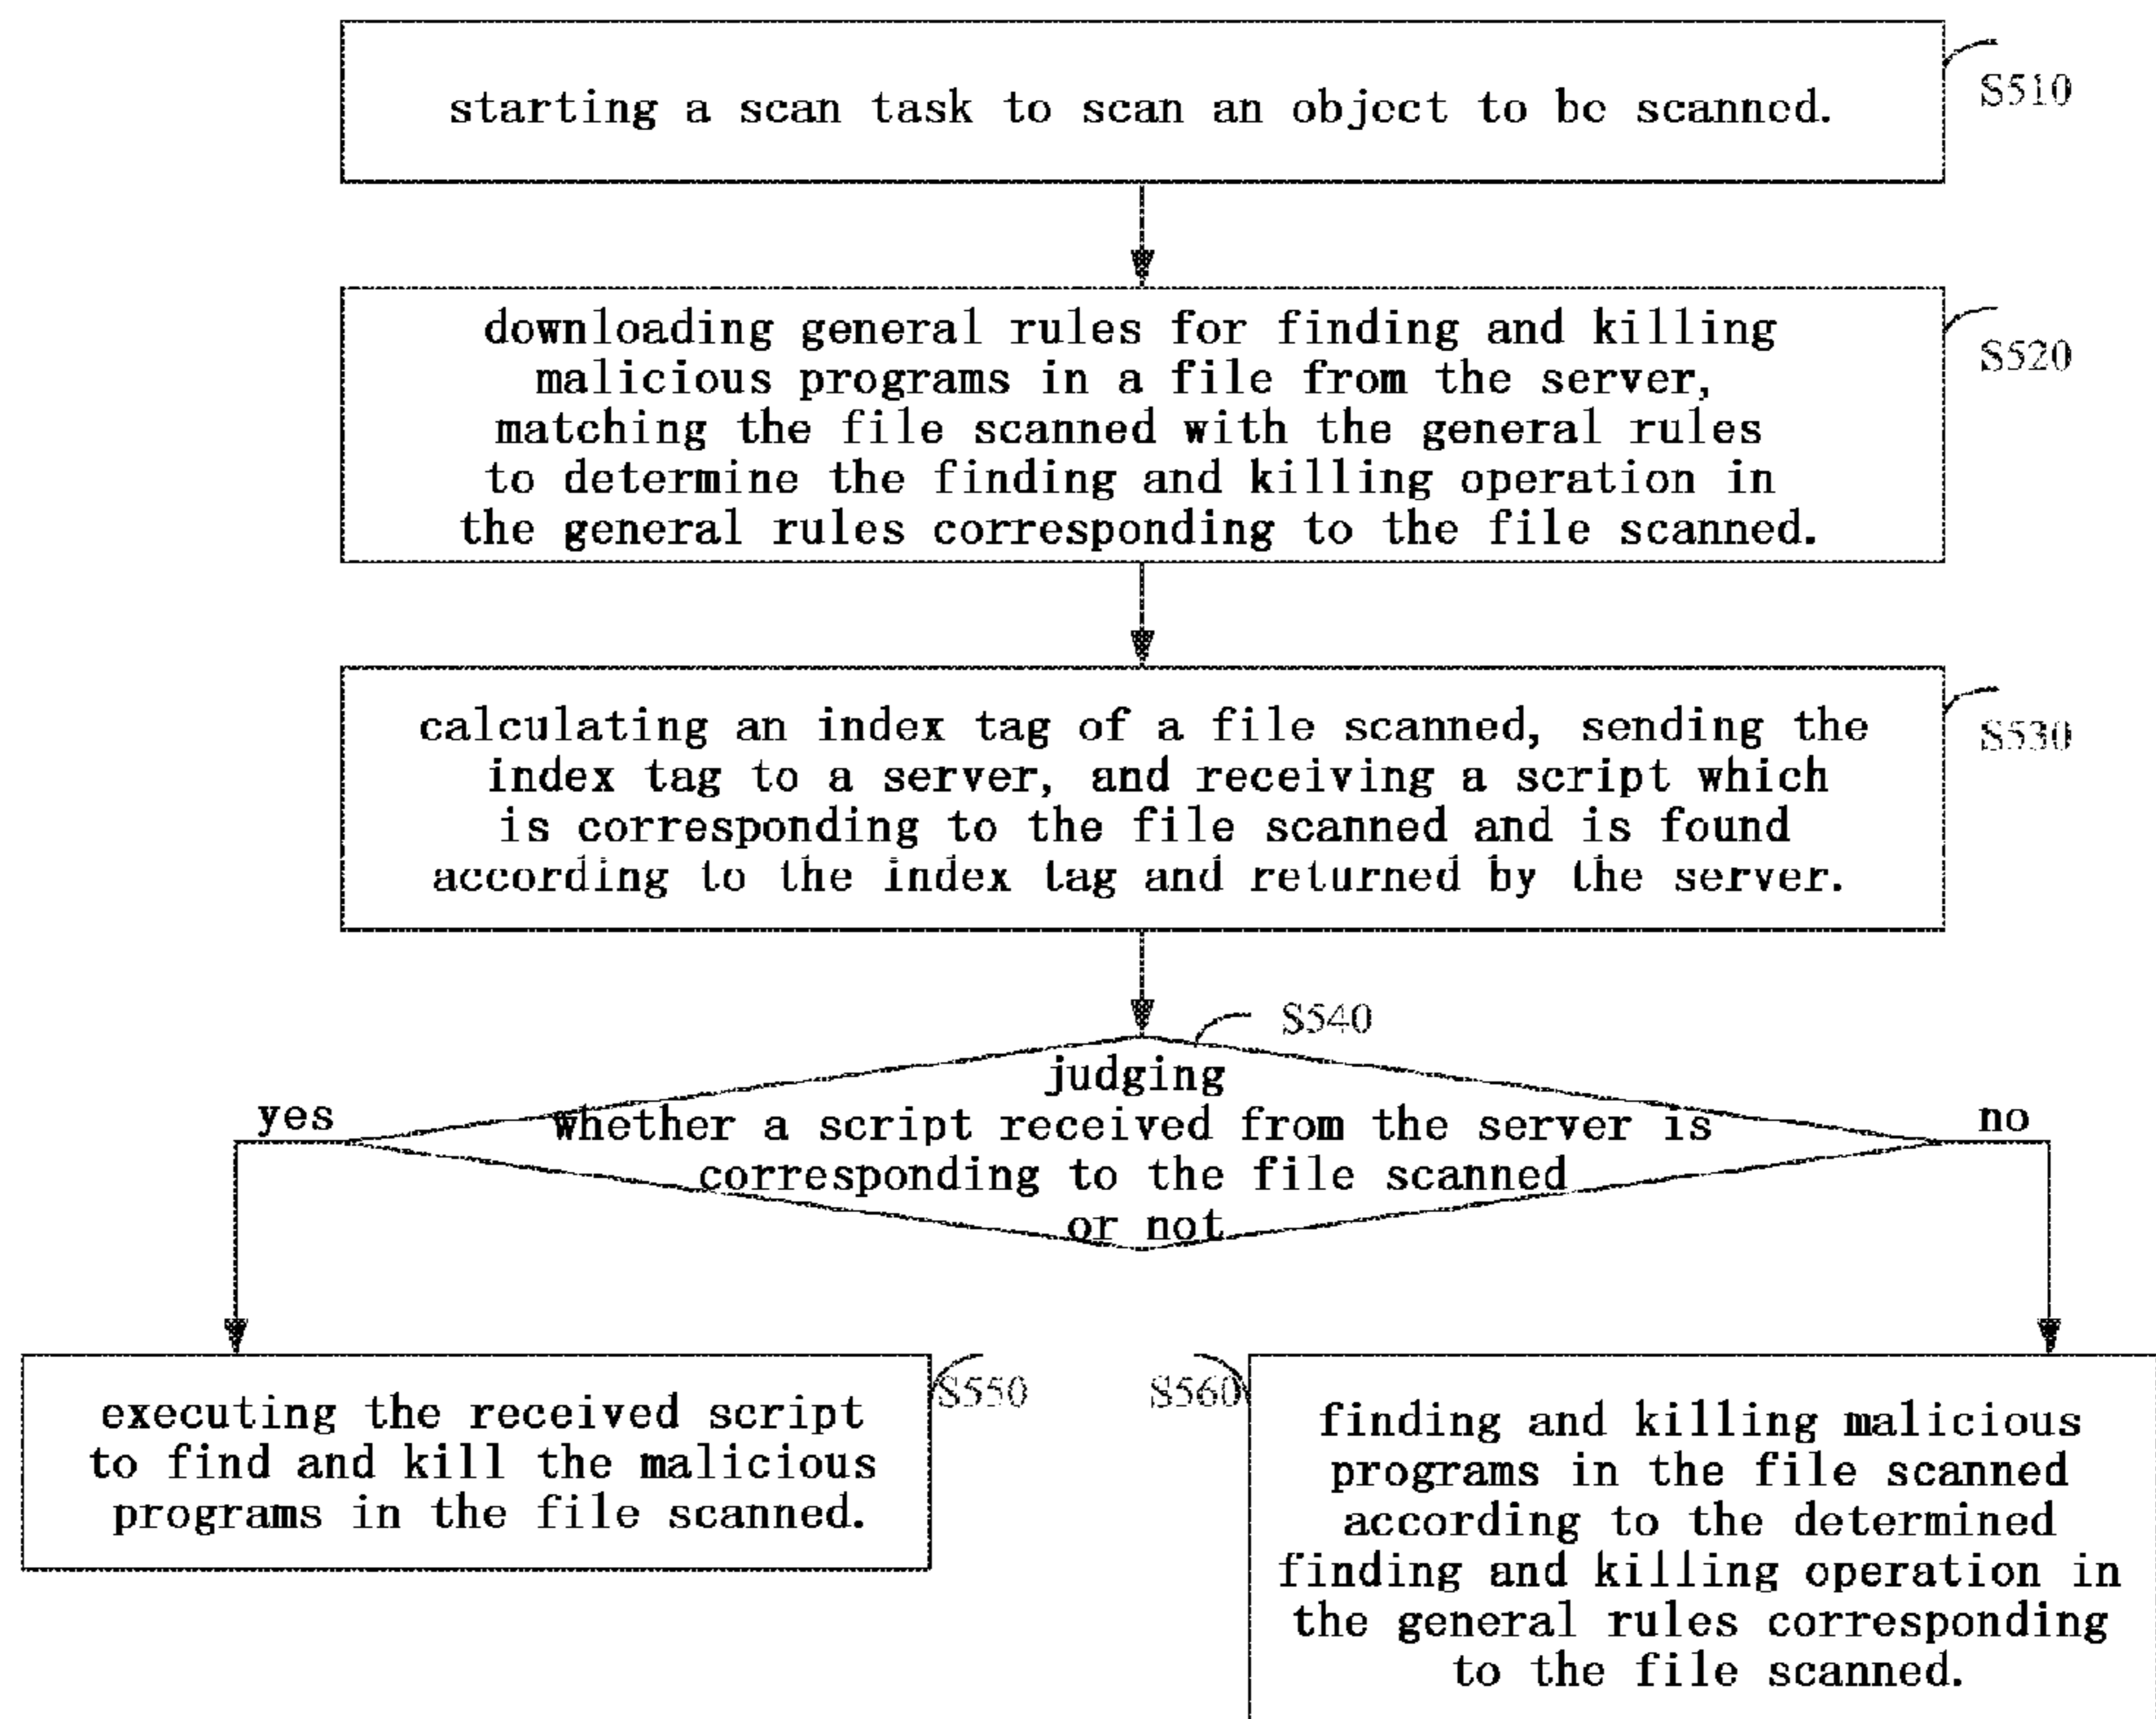 starting a scan task to scan an object to be scanned.
S510
downloading general rules for finding and killing
malicious programs in a file from the server,
matching the file scanned with the general rules
to determine the finding and killing operation in
the general rules corresponding to the file scanned.
S520
calculating an index tag of a file scanned, sending the
index tag to a server, and receiving a script which
is corresponding to the file scanned and is found
according to the index tag and returned by the server.
S530
S540
judging
whether a script received from the server is
corresponding to the file scanned
or not
yes
no
executing the received script
to find and kill the malicious
programs in the file scanned.
S550
S560
finding and killing malicious
programs in the file scanned
according to the determined
finding and killing operation in
the general rules corresponding
to the file scanned.